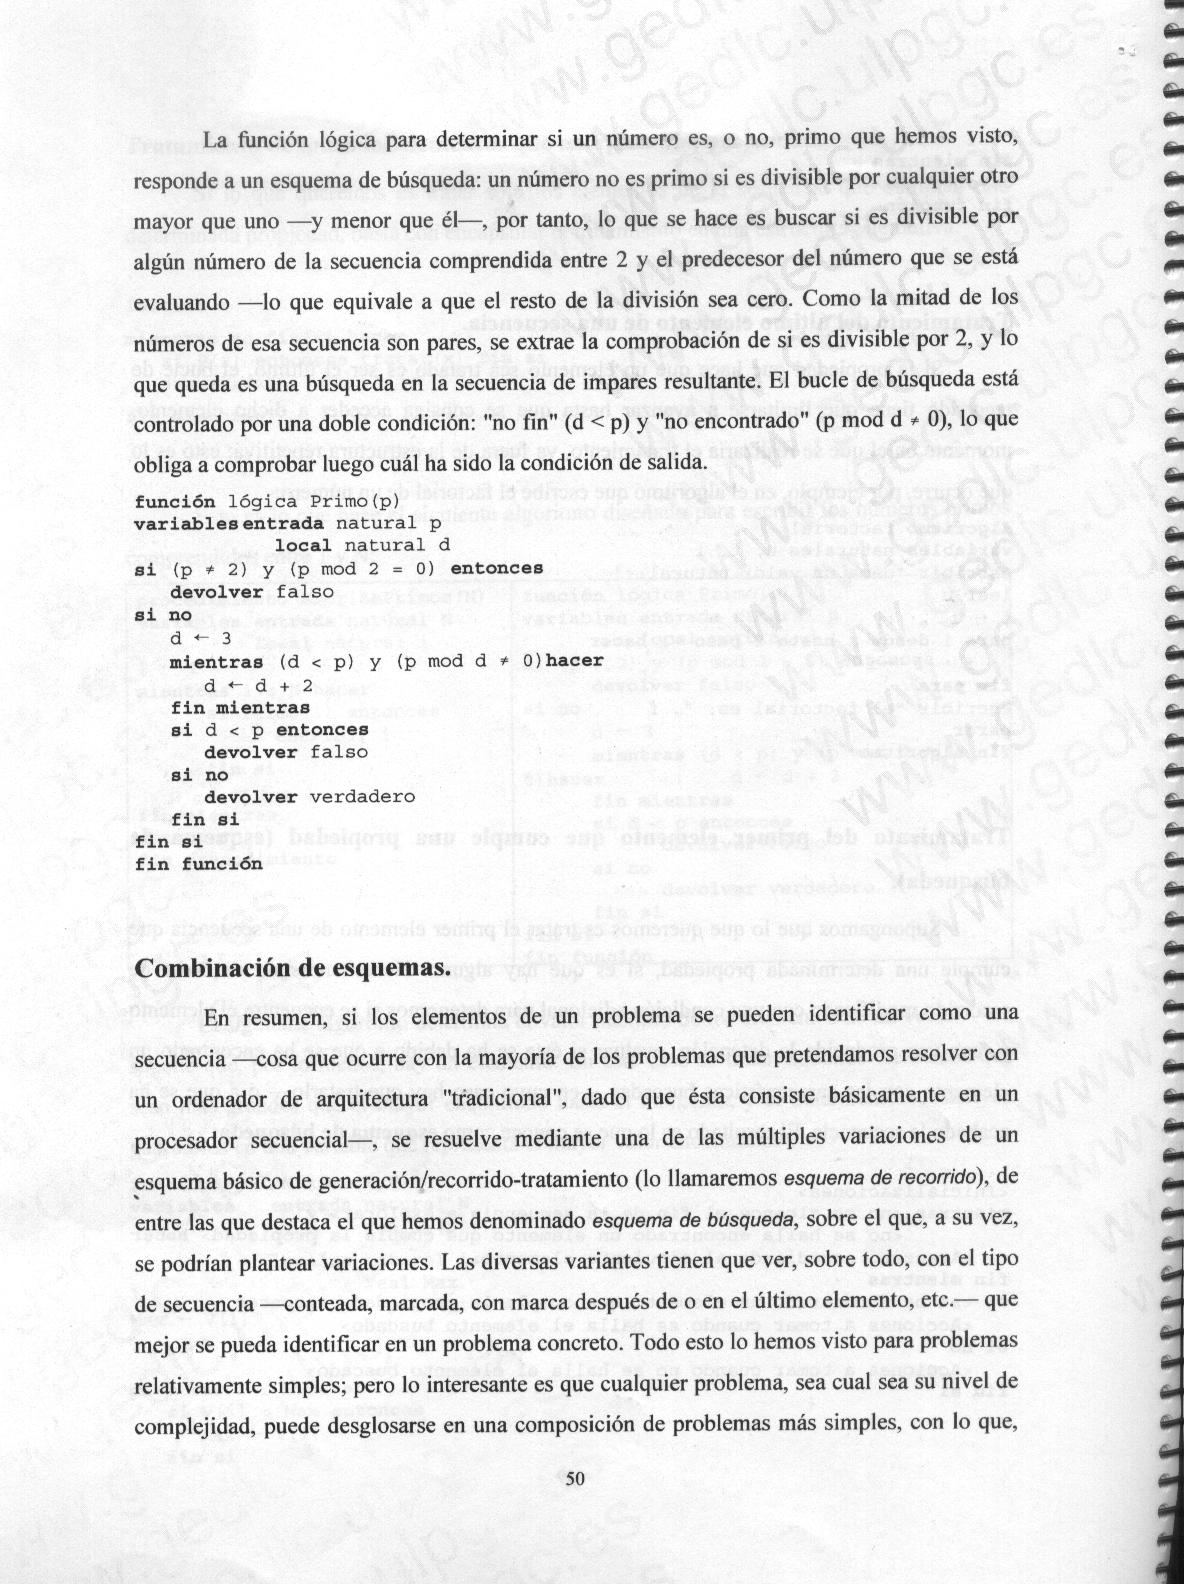 La función lógica para determinar si un número es, o no, primo que hemos visto,
responde a un esquema de búsqueda: un número no es primo si es divisible por cualquier otro
mayor que uno —y menor que él—, por tanto, lo que se hace es buscar si es divisible por
algún número de la secuencia comprendida entre 2 y el predecesor del número que se está
evaluando —lo que equivale a que el resto de la división sea cero. Como la mitad de los
números de esa secuencia son pares, se extrae la comprobación de si es divisible por 2, y lo
que queda es una búsqueda en la secuencia de impares resultante. El bucle de búsqueda está
controlado por una doble condición: "no fin" (d < p) y "no encontrado" (p mod d ≠ 0), lo que
obliga a comprobar luego cuál ha sido la condición de salida.
función lógica Primo(p)
variables entrada natural p
local natural d
si (p ≠ 2) y (p mod 2 = 0) entonces
devolver falso
si no
d ← 3
mientras (d < p) y (p mod d ≠ 0)hacer
d ← d + 2
fin mientras
si d < p entonces
devolver falso
si no
devolver verdadero
fin si
fin si
fin función
Combinación de esquemas.
En resumen, si los elementos de un problema se pueden identificar como una
secuencia —cosa que ocurre con la mayoría de los problemas que pretendamos resolver con
un ordenador de arquitectura "tradicional", dado que ésta consiste básicamente en un
procesador secuencial—, se resuelve mediante una de las múltiples variaciones de un
esquema básico de generación/recorrido-tratamiento (lo llamaremos esquema de recorrido), de
entre las que destaca el que hemos denominado esquema de búsqueda, sobre el que, a su vez,
se podrían plantear variaciones. Las diversas variantes tienen que ver, sobre todo, con el tipo
de secuencia —conteada, marcada, con marca después de o en el último elemento, etc.— que
mejor se pueda identificar en un problema concreto. Todo esto lo hemos visto para problemas
relativamente simples; pero lo interesante es que cualquier problema, sea cual sea su nivel de
complejidad, puede desglosarse en una composición de problemas más simples, con lo que,
50